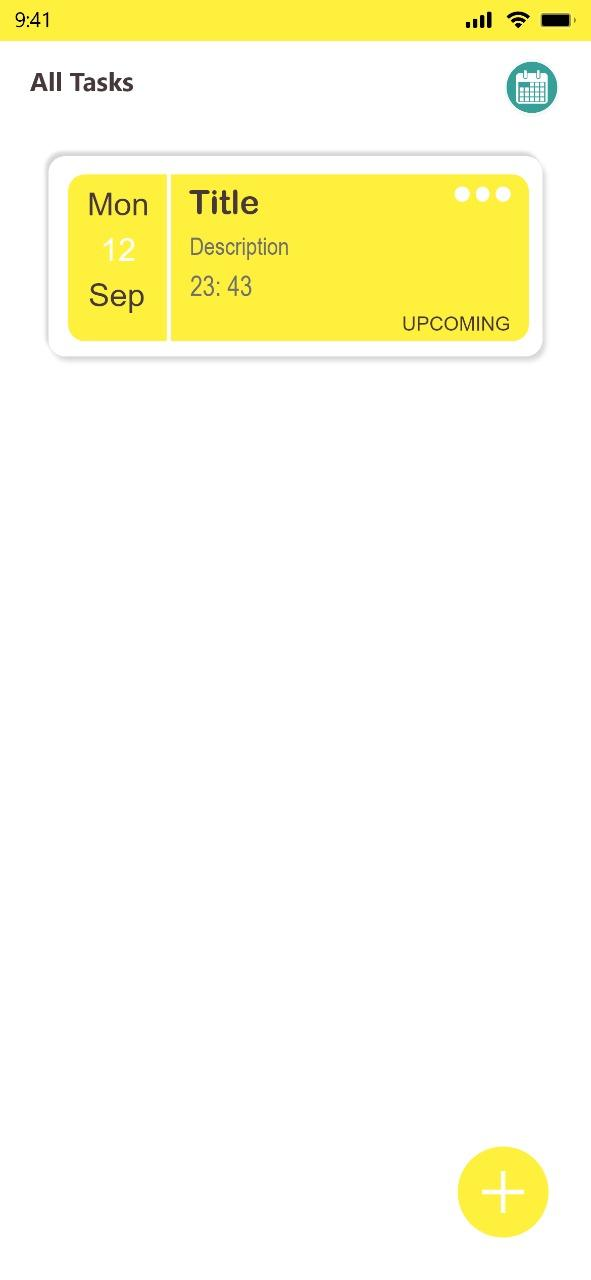 9:41
All Tasks
Mon
12
Sep
Title
Description
23: 43
UPCOMING